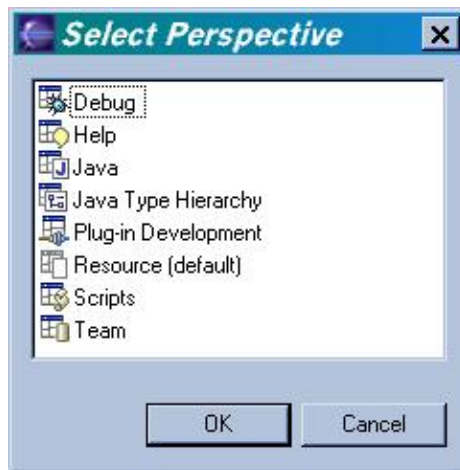 Select Perspective
Debug
Help
Java
Java Type Hierarchy
Plug-in Development
Resource (default)
Scripts
Team
OK Cancel